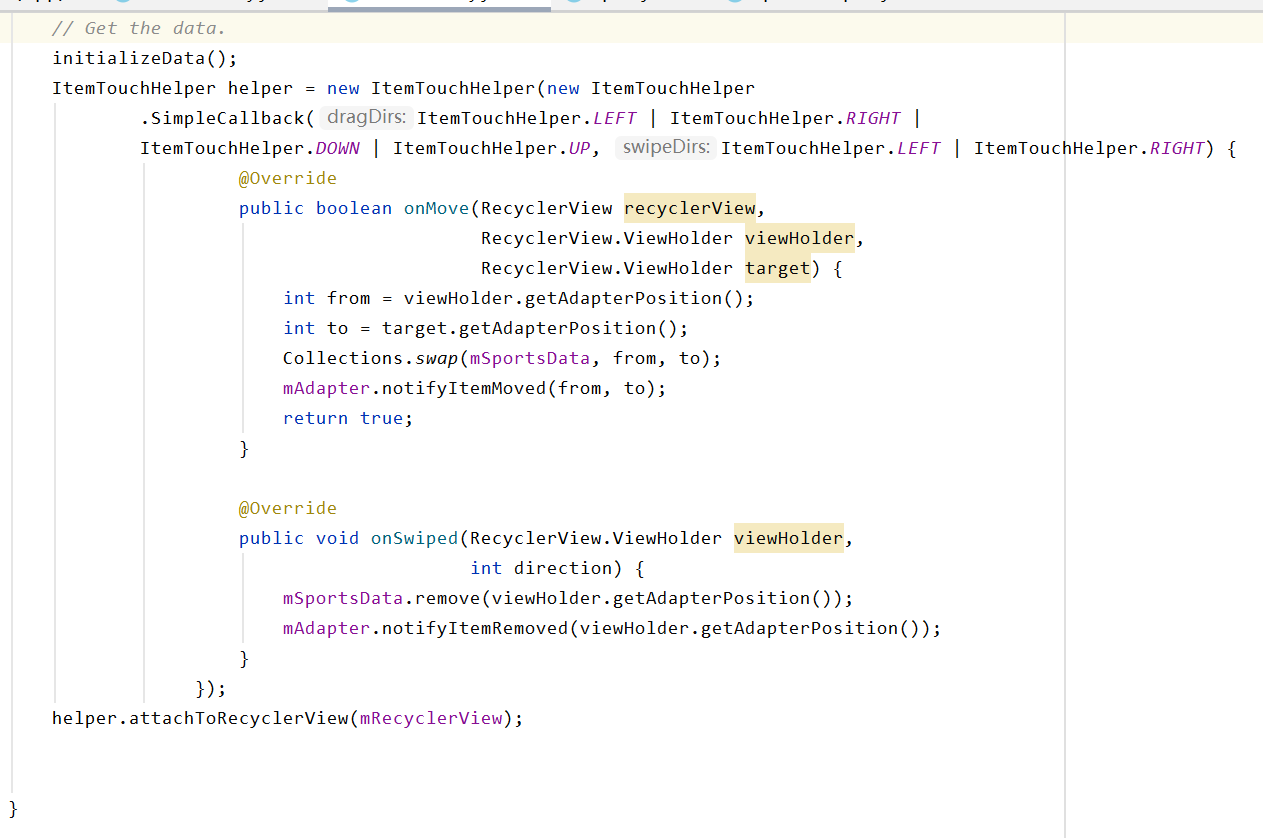 // Get the data.
initializeData();
ItemTouchHelper helper = new ItemTouchHelper(new ItemTouchHelper
.SimpleCallback( dragDirs: ItemTouchHelper.LEFT | ItemTouchHelper.RIGHT |
ItemTouchHelper.DOWN | ItemTouchHelper.UP, swipeDirs: ItemTouchHelper.LEFT | ItemTouchHelper.RIGHT) {
@Override
public boolean onMove(RecyclerView recyclerView,
RecyclerView.ViewHolder viewHolder,
RecyclerView.ViewHolder target) {
int from = viewHolder.getAdapterPosition();
int to = target.getAdapterPosition();
Collections.swap(mSportsData, from, to);
mAdapter.notifyItemMoved(from, to);
return true;
}
@Override
public void onSwiped(RecyclerView.ViewHolder viewHolder,
int direction) {
mSportsData.remove(viewHolder.getAdapterPosition());
mAdapter.notifyItemRemoved(viewHolder.getAdapterPosition());
}
});
helper.attachToRecyclerView(mRecyclerView);
}